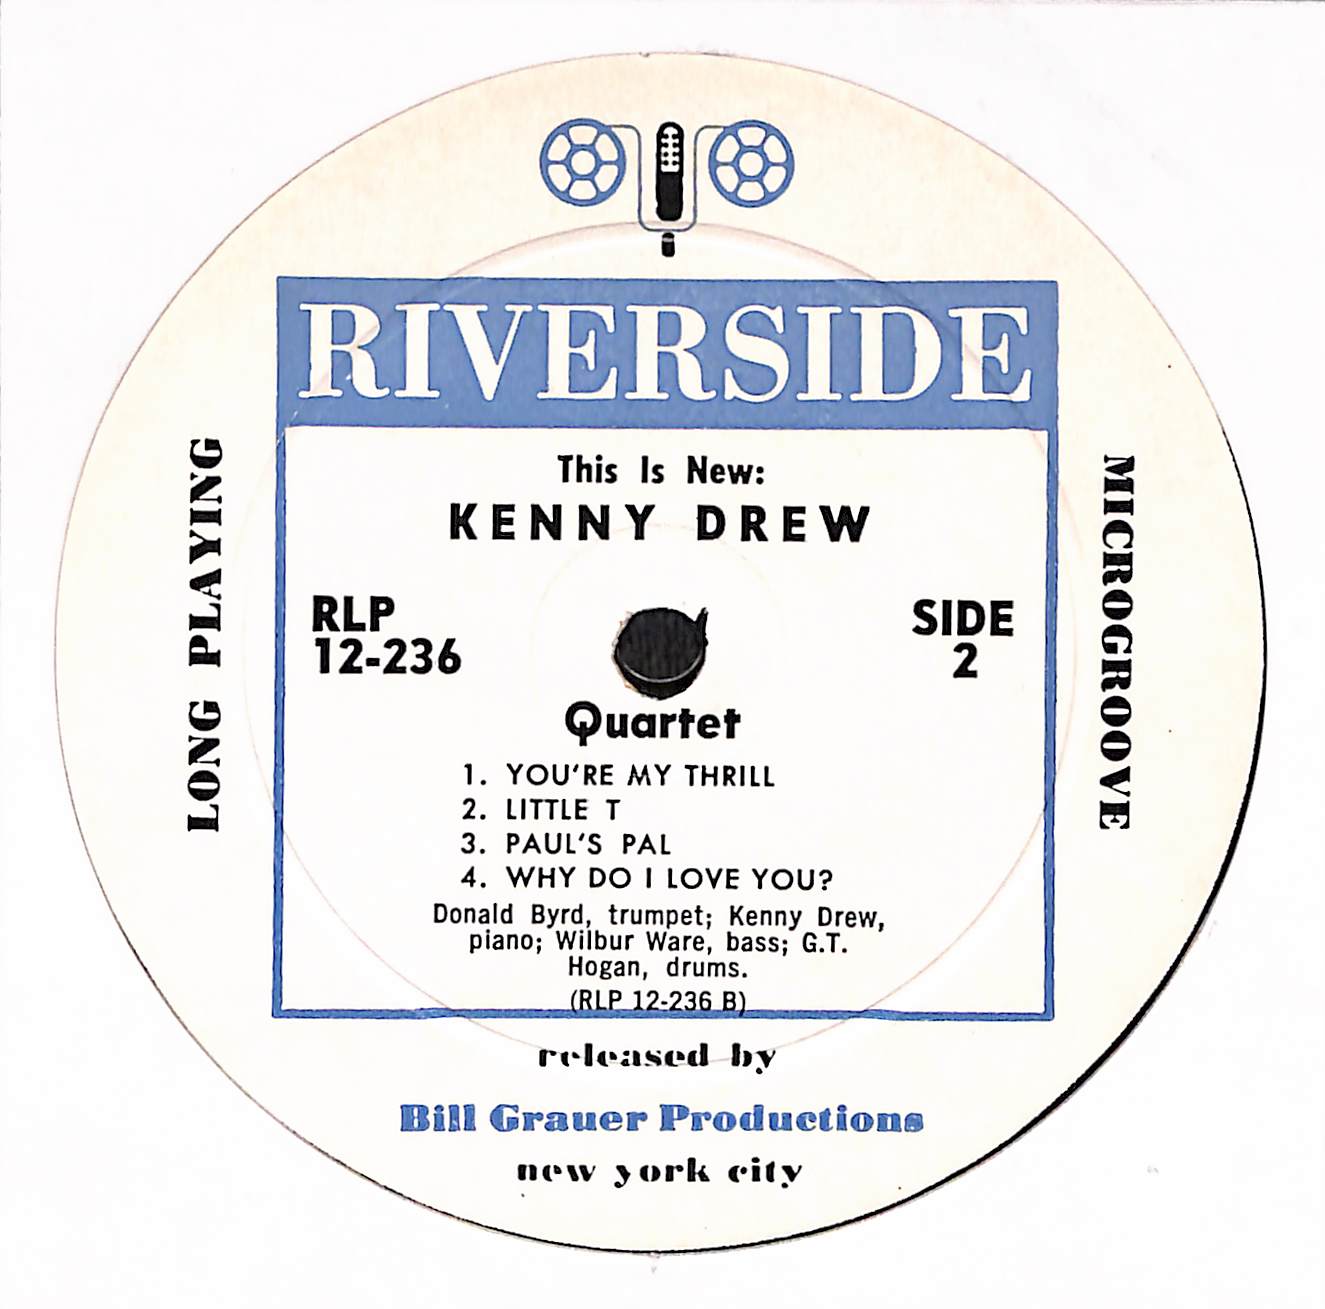 RIVERSIDE
This Is New:
KENNY DREW
RLP
12-236
SIDE
2
Quartet
1. YOU'RE MY THRILL
2. LITTLE T
3. PAUL'S PAL
4. WHY DO I LOVE YOU?
Donald Byrd, trumpet; Kenny Drew,
piano; Wilbur Ware, bass; G.T.
Hogan, drums.
(RLP 12-236 B)
LONG PLAYING
MICROGROOVE
released by
Bill Grauer Productions
new york city